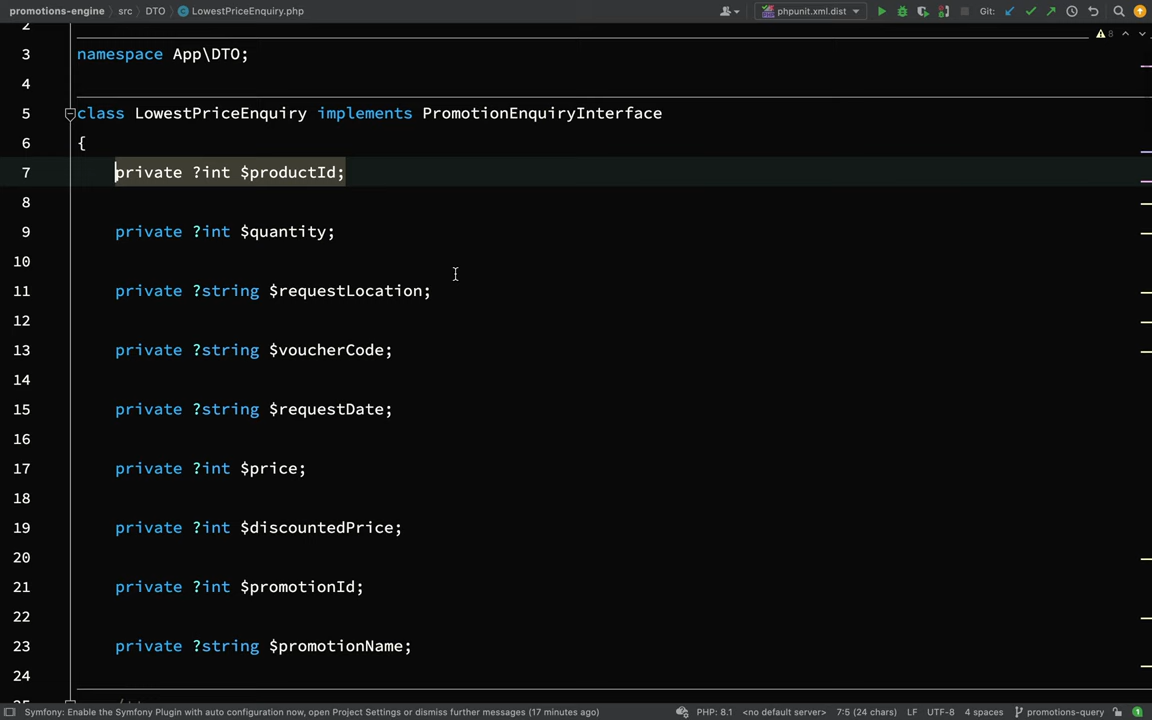 promotions-engine src DTO LowestPriceEnquiry.php phpunit.xml.dist Git:
2
3 namespace App\DTO; 8
4
5 class LowestPriceEnquiry implements PromotionEnquiryInterface
6 {
7 private ?int $productId;
8
9 private ?int $quantity;
10
11 private ?string $requestLocation;
12
13 private ?string $voucherCode;
14
15 private ?string $requestDate;
16
17 private ?int $price;
18
19 private ?int $discountedPrice;
20
21 private ?int $promotionId;
22
23 private ?string $promotionName;
24
Symfony: Enable the Symfony Plugin with auto configuration now, open Project Settings or dismiss further messages (17 minutes ago) PHP: 8.1 <no default server> 7:5 (24 chars) LF UTF-8 4 spaces promotions-query 1